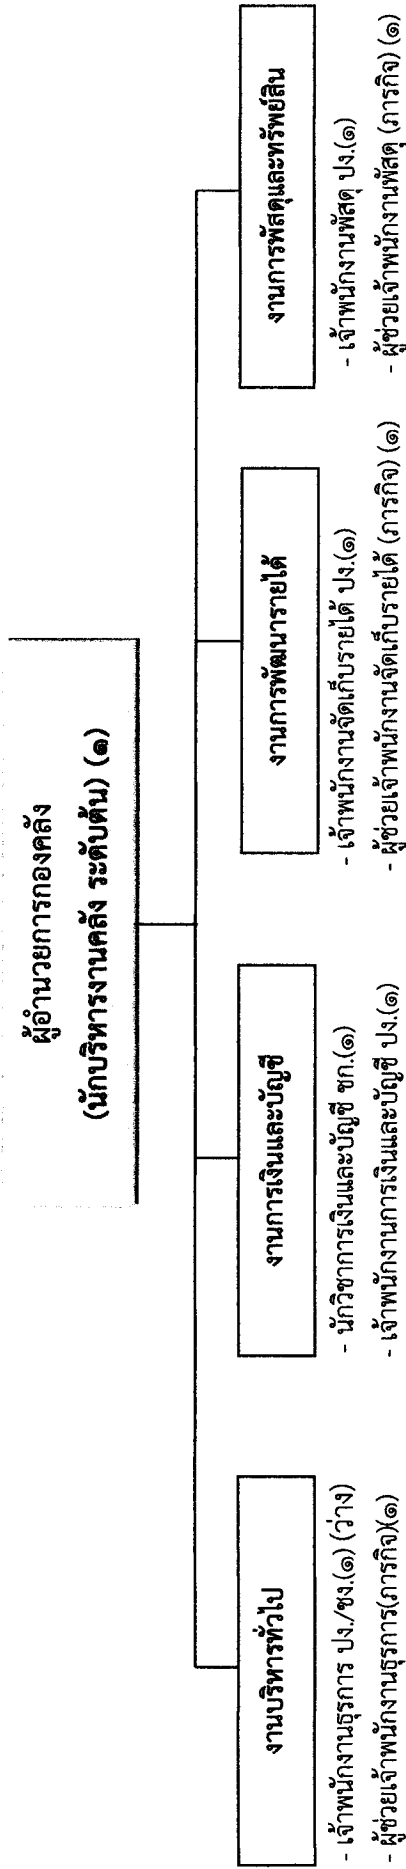 ผู้อำนวยการกองคลัง
(นักบริหารงานคลัง ระดับต้น) (๑)
งานบริหารทั่วไป
- เจ้าพนักงานธุรการ ปง./ชง.(๑) (ว่าง)
- ผู้ช่วยเจ้าพนักงานธุรการ(ภารกิจ)(๑)
งานการเงินและบัญชี
- นักวิชาการเงินและบัญชี ชก.(๑)
- เจ้าพนักงานการเงินและบัญชี ปง.(๑)
งานการพัฒนารายได้
- เจ้าพนักงานจัดเก็บรายได้ ปง.(๑)
- ผู้ช่วยเจ้าพนักงานจัดเก็บรายได้ (ภารกิจ) (๑)
งานการพัสดุและทรัพย์สิน
- เจ้าพนักงานพัสดุ ปง.(๑)
- ผู้ช่วยเจ้าพนักงานพัสดุ (ภารกิจ) (๑)